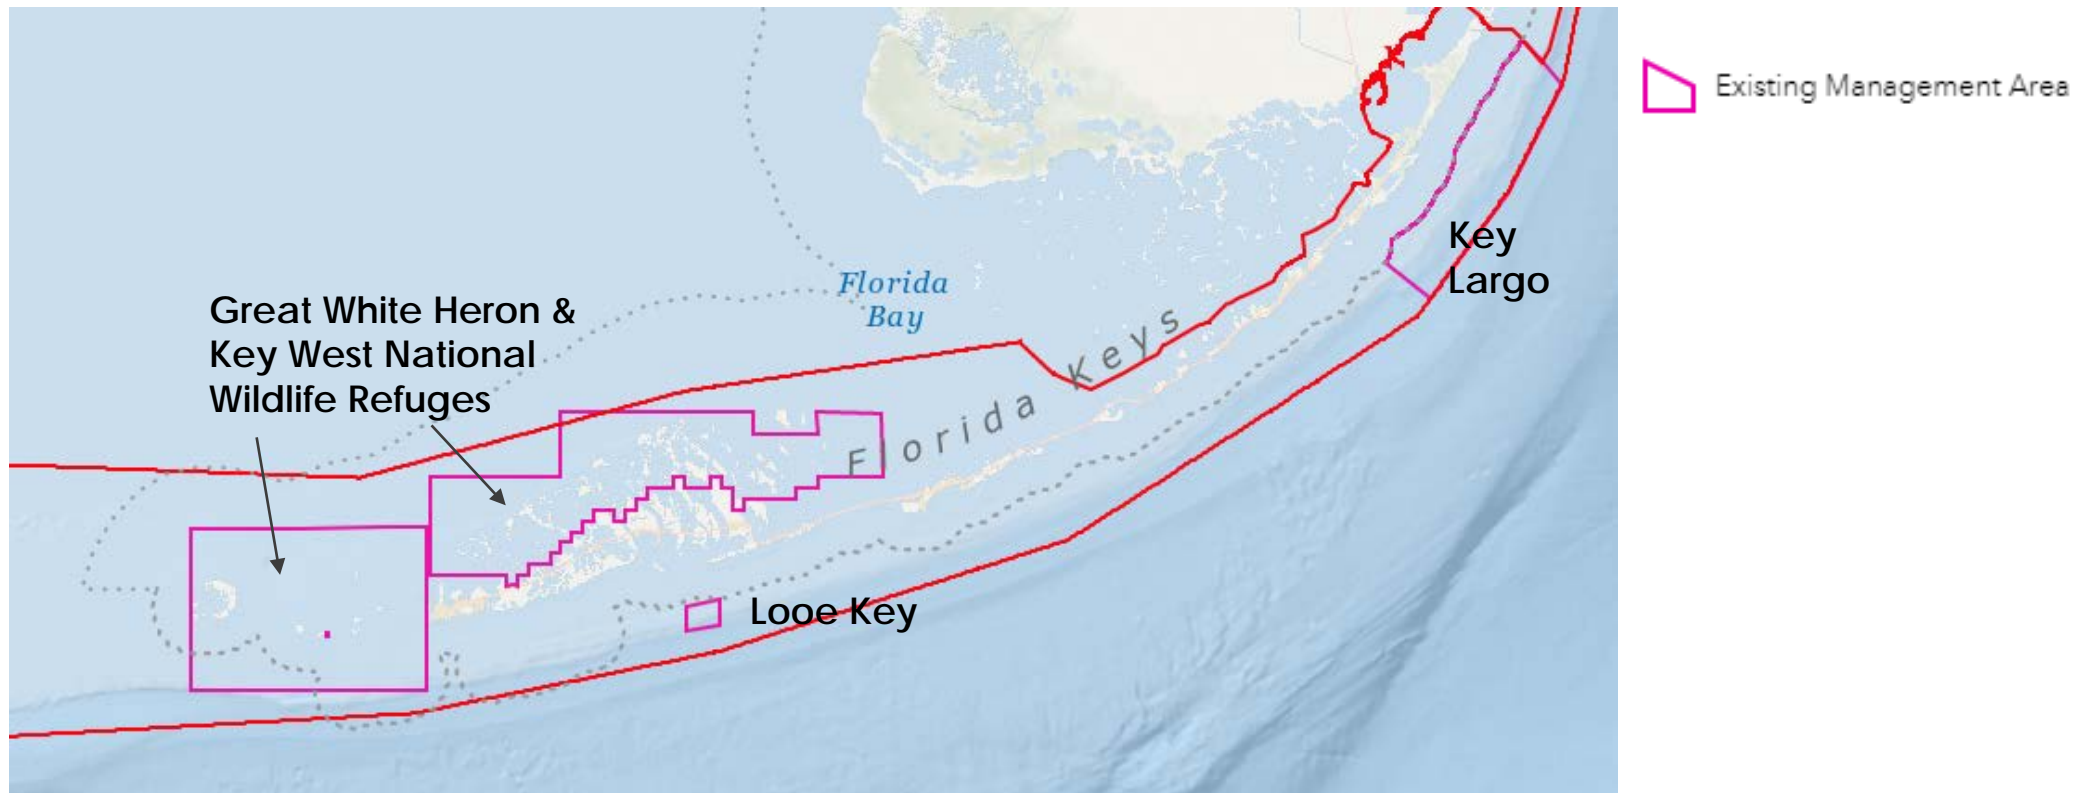 Existing Management Area
Key
Largo
Florida
Bay
Great White Heron &
Key West National
Wildlife Refuges
Florida Keys
Looe Key